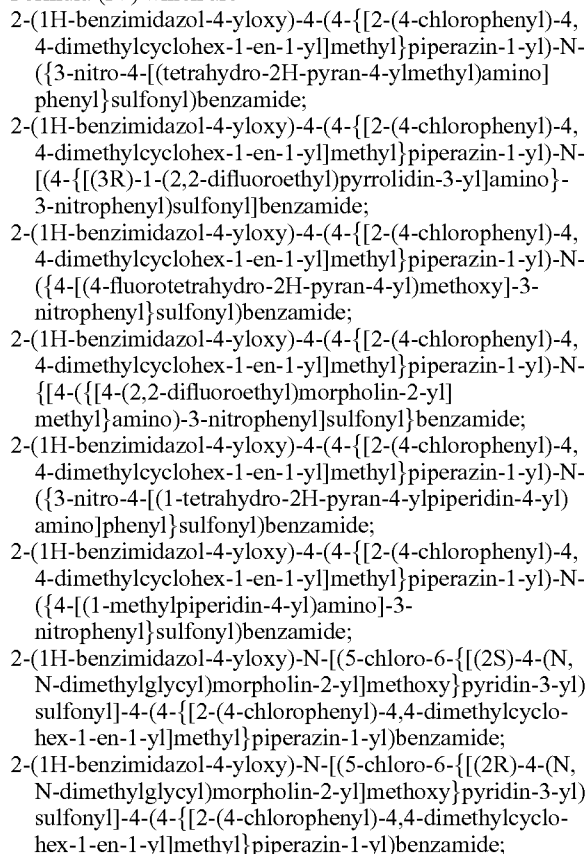 2-(1H-benzimidazol-4-yloxy)-4-(4-{[2-(4-chlorophenyl)-4,
4-dimethylcyclohex-1-en-1-yl]methyl}piperazin-1-yl)-N-
({3-nitro-4-[(tetrahydro-2H-pyran-4-ylmethyl)amino]
phenyl}sulfonyl)benzamide;
2-(1H-benzimidazol-4-yloxy)-4-(4-{[2-(4-chlorophenyl)-4,
4-dimethylcyclohex-1-en-1-yl]methyl}piperazin-1-yl)-N-
[(4-{[(3R)-1-(2,2-difluoroethyl)pyrrolidin-3-yl]amino}-
3-nitrophenyl)sulfonyl]benzamide;
2-(1H-benzimidazol-4-yloxy)-4-(4-{[2-(4-chlorophenyl)-4,
4-dimethylcyclohex-1-en-1-yl]methyl}piperazin-1-yl)-N-
({4-[(4-fluorotetrahydro-2H-pyran-4-yl)methoxy]-3-
nitrophenyl}sulfonyl)benzamide;
2-(1H-benzimidazol-4-yloxy)-4-(4-{[2-(4-chlorophenyl)-4,
4-dimethylcyclohex-1-en-1-yl]methyl}piperazin-1-yl)-N-
{[4-({[4-(2,2-difluoroethyl)morpholin-2-yl]
methyl}amino)-3-nitrophenyl]sulfonyl}benzamide;
2-(1H-benzimidazol-4-yloxy)-4-(4-{[2-(4-chlorophenyl)-4,
4-dimethylcyclohex-1-en-1-yl]methyl}piperazin-1-yl)-N-
({3-nitro-4-[(1-tetrahydro-2H-pyran-4-ylpiperidin-4-yl)
amino]phenyl}sulfonyl)benzamide;
2-(1H-benzimidazol-4-yloxy)-4-(4-{[2-(4-chlorophenyl)-4,
4-dimethylcyclohex-1-en-1-yl]methyl}piperazin-1-yl)-N-
({4-[(1-methylpiperidin-4-yl)amino]-3-
nitrophenyl}sulfonyl)benzamide;
2-(1H-benzimidazol-4-yloxy)-N-[(5-chloro-6-{[(2S)-4-(N,
N-dimethylglycyl)morpholin-2-yl]methoxy}pyridin-3-yl)
sulfonyl]-4-(4-{[2-(4-chlorophenyl)-4,4-dimethylcyclo-
hex-1-en-1-yl]methyl}piperazin-1-yl)benzamide;
2-(1H-benzimidazol-4-yloxy)-N-[(5-chloro-6-{[(2R)-4-(N,
N-dimethylglycyl)morpholin-2-yl]methoxy}pyridin-3-yl)
sulfonyl]-4-(4-{[2-(4-chlorophenyl)-4,4-dimethylcyclo-
hex-1-en-1-yl]methyl}piperazin-1-yl)benzamide;